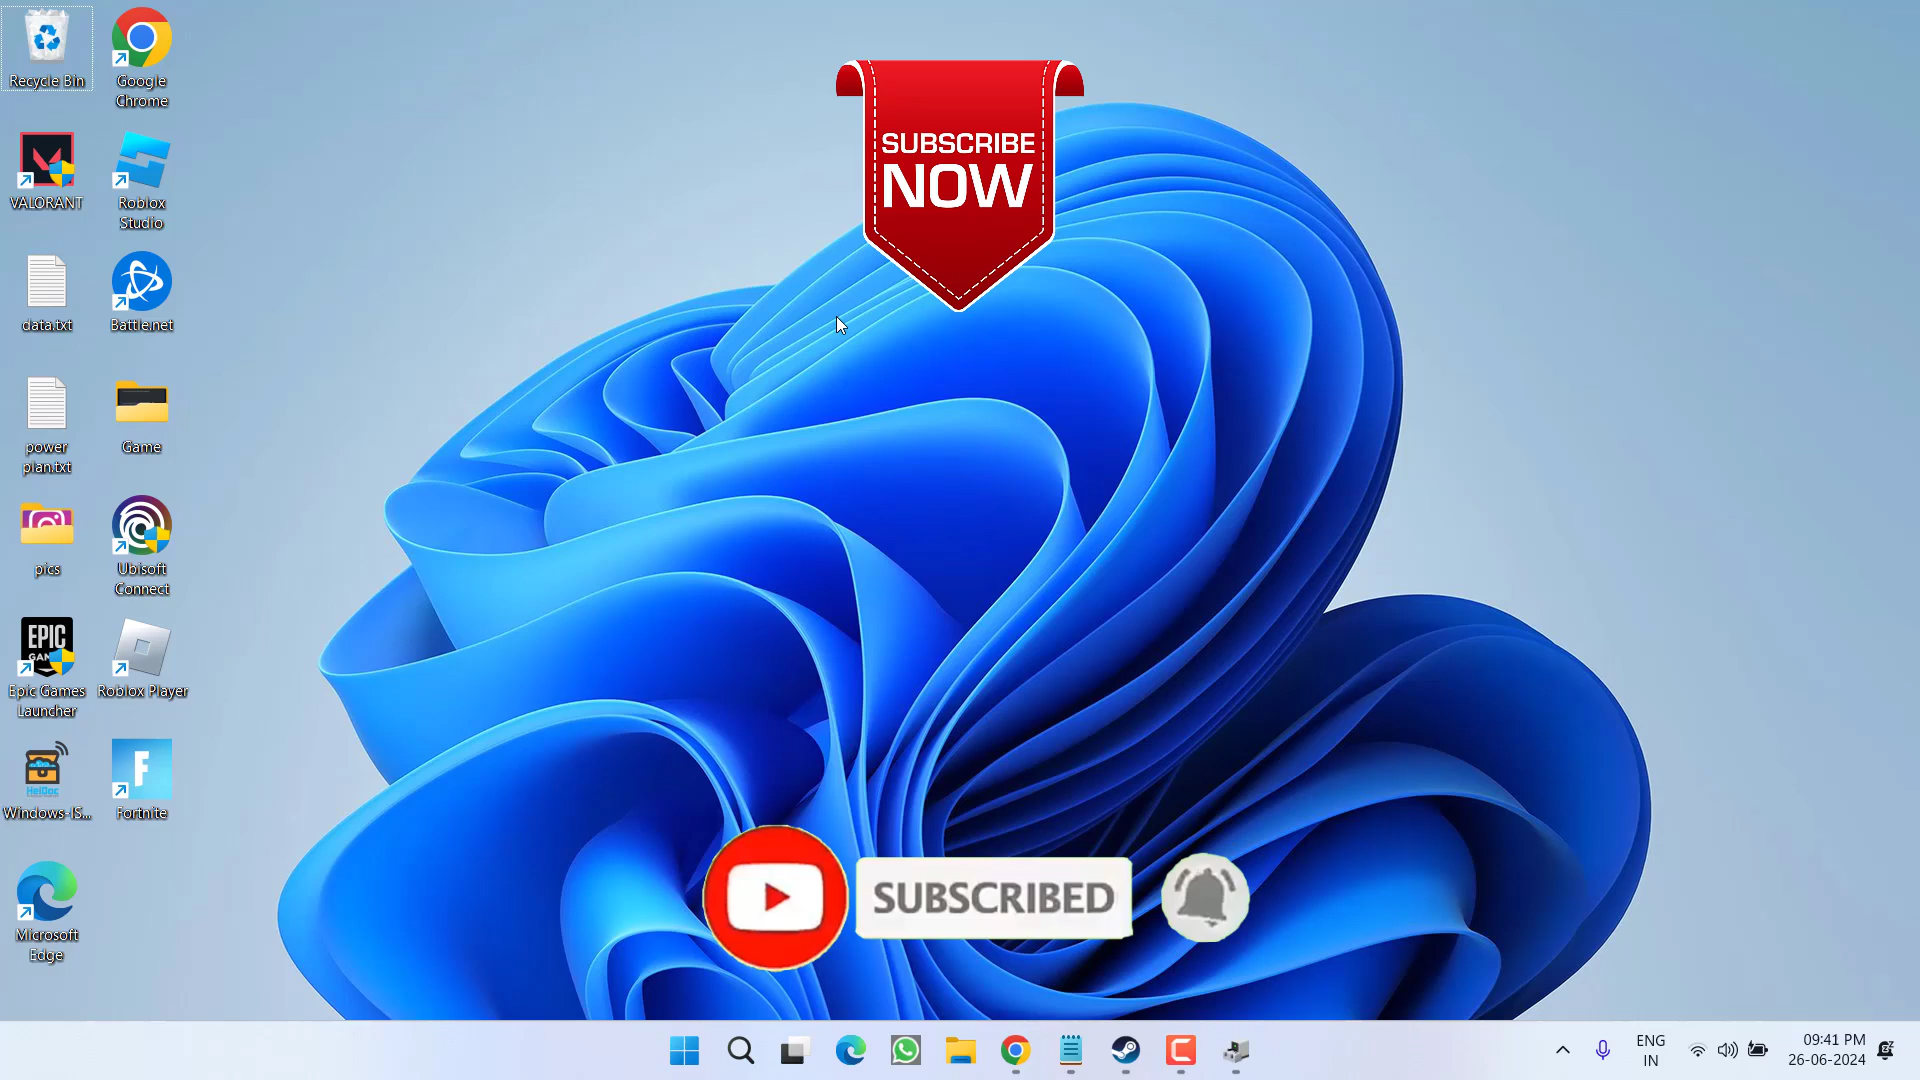 Recycle Bin
Google
Chrome
VALORANT
Roblox
Studio
data.txt
Battle.net
power
plan.txt
Game
pics
Ubisoft
Connect
EPIC
Epic Games
Launcher
Roblox Player
HeiDoc
Windows-IS...
Fortnite
Microsoft
Edge
SUBSCRIBE
NOW
SUBSCRIBED
ENG
IN
09:41 PM
26-06-2024